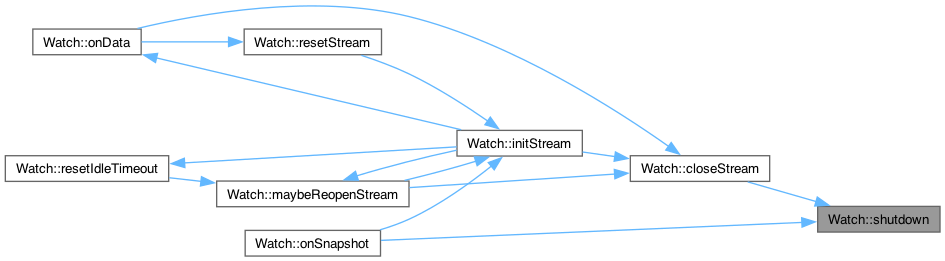 Watch::onData
Watch::resetStream
Watch::initStream
Watch::resetIdleTimeout
Watch::closeStream
Watch::maybeReopenStream
Watch::shutdown
Watch::onSnapshot